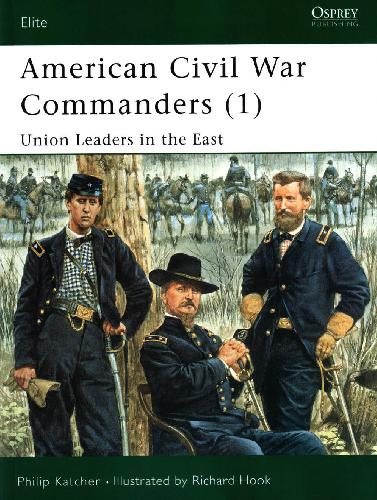 Elite
OSPREY
PUBLISHING
American Civil War
Commanders (1)
Union Leaders in the East
Philip Katcher • Illustrated by Richard Hook